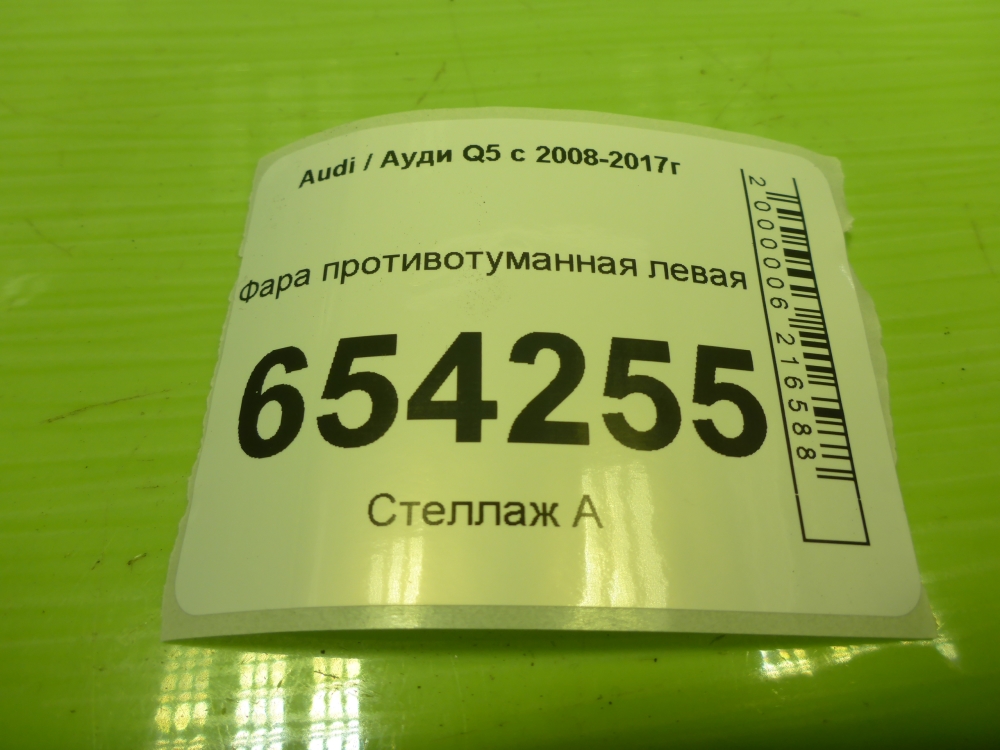 Audi / Ауди Q5 с 2008-2017г
Фара противотуманная левая
654255
Стеллаж А
2000006216588